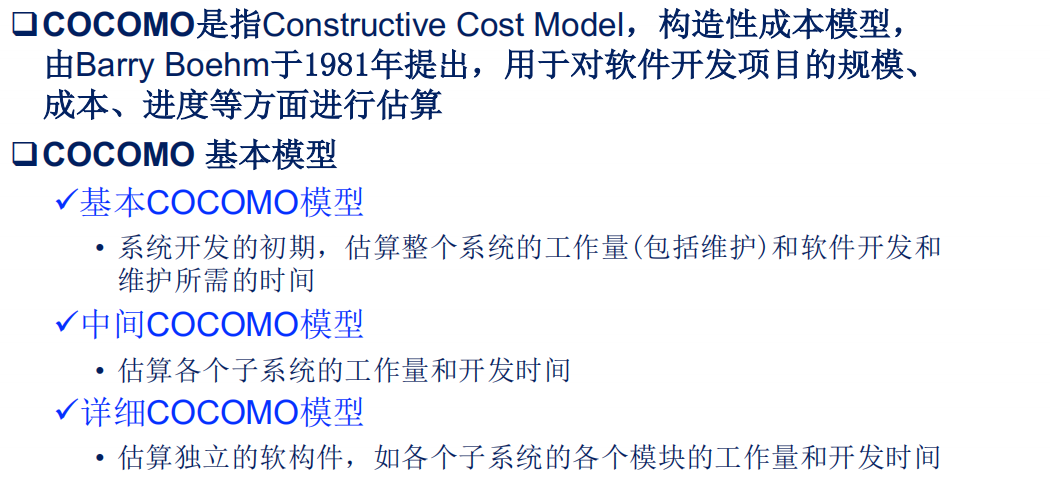 ❑COCOMO是指Constructive Cost Model，构造性成本模型，
由Barry Boehm于1981年提出，用于对软件开发项目的规模、
成本、进度等方面进行估算
❑COCOMO 基本模型
✓基本COCOMO模型
• 系统开发的初期，估算整个系统的工作量(包括维护)和软件开发和
维护所需的时间
✓中间COCOMO模型
• 估算各个子系统的工作量和开发时间
✓详细COCOMO模型
• 估算独立的软构件，如各个子系统的各个模块的工作量和开发时间